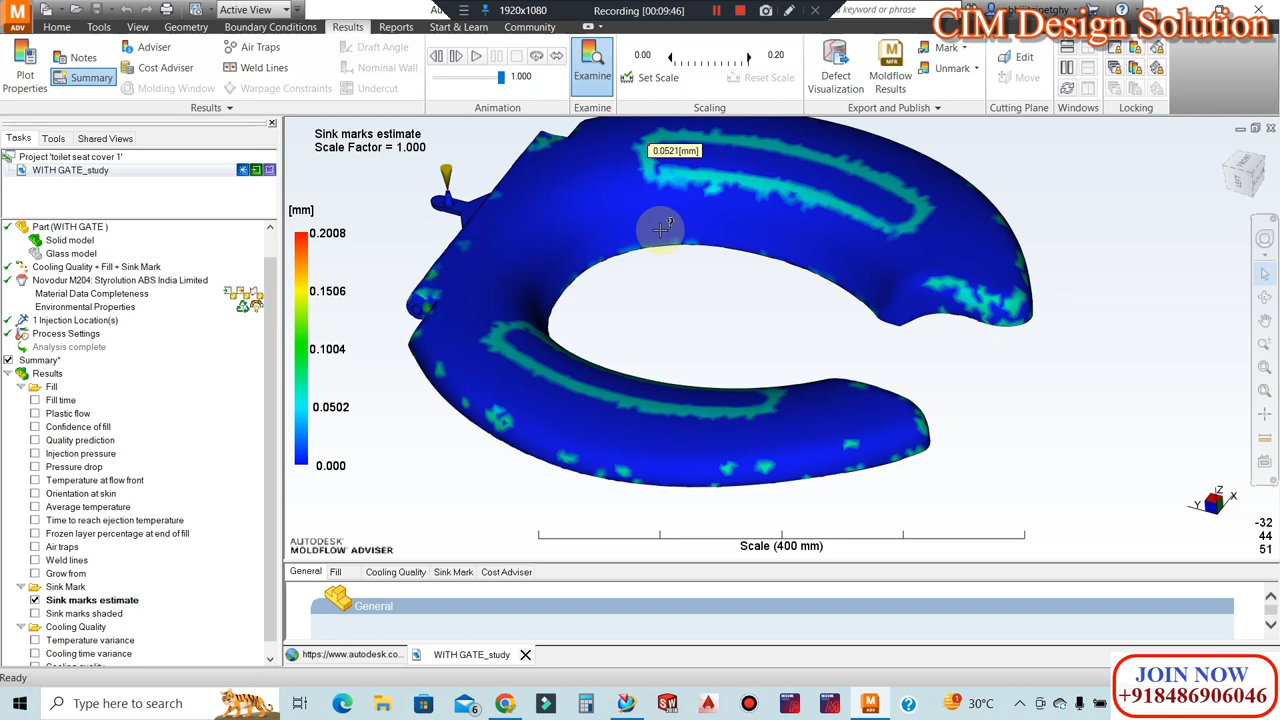 Active View
1920x1080
Recording [00:09:46]
Aut
keyword or phrase
CIM Design Solution
ADV
Home
Tools
View
Geometry
Boundary Conditions
Results
Reports
Start & Learn
Community
Plot Properties
Notes
Summary
Adviser
Cost Adviser
Molding Window
Air Traps
Weld Lines
Warpage Constraints
Draft Angle
Nominal Wall
Undercut
Results
1.000
Animation
Examine
Examine
0.00
0.20
Set Scale
Reset Scale
Scaling
Defect Visualization
Moldflow Results
Mark
Unmark
Export and Publish
Edit
Move
Cutting Plane
Windows
Locking
Tasks
Tools
Shared Views
Project 'toilet seat cover 1'
WITH GATE_study
Part (WITH GATE)
Solid model
Glass model
Cooling Quality + Fill + Sink Mark
Novodur M204: Styrolution ABS India Limited
Material Data Completeness
Environmental Properties
1 Injection Location(s)
Process Settings
Analysis complete
Summary*
Results
Fill
Fill time
Plastic flow
Confidence of fill
Quality prediction
Injection pressure
Pressure drop
Temperature at flow front
Orientation at skin
Average temperature
Time to reach ejection temperature
Frozen layer percentage at end of fill
Air traps
Weld lines
Grow from
Sink Mark
Sink marks estimate
Sink marks shaded
Cooling Quality
Temperature variance
Cooling time variance
Cooling quality
Sink marks estimate
Scale Factor = 1.000
[mm]
0.2008
0.1506
0.1004
0.0502
0.000
0.0521[mm]
FRONT
Z
X
Y
-32
44
51
AUTODESK
MOLDFLOW ADVISER
Scale (400 mm)
General
Fill
Cooling Quality
Sink Mark
Cost Adviser
General
https://www.autodesk.co...
WITH GATE_study
Ready
Type here to search
30°C
JOIN NOW
+918486906046